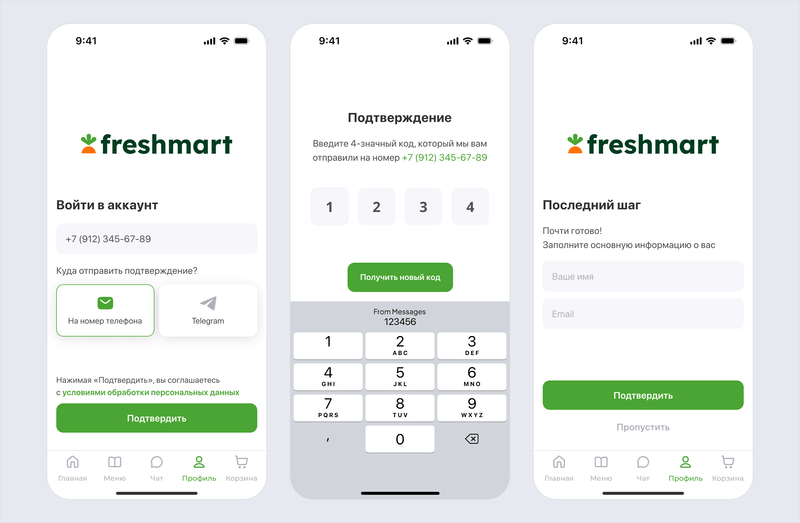 9:41
freshmart
Войти в аккаунт
+7 (912) 345-67-89
Куда отправить подтверждение?
На номер телефона
Telegram
Нажимая «Подтвердить», вы соглашаетесь
с условиями обработки персональных данных
Подтвердить
Главная Меню Чат Профиль Корзина
9:41
Подтверждение
Введите 4-значный код, который мы вам
отправили на номер +7 (912) 345-67-89
1 2 3 4
Получить новый код
From Messages
123456
1 2 3
ABC DEF
4 5 6
GHI JKL MNO
7 8 9
PQRS TUV WXYZ
, 0
9:41
freshmart
Последний шаг
Почти готово!
Заполните основную информацию о вас
Ваше имя
Email
Подтвердить
Пропустить
Главная Меню Чат Профиль Корзина